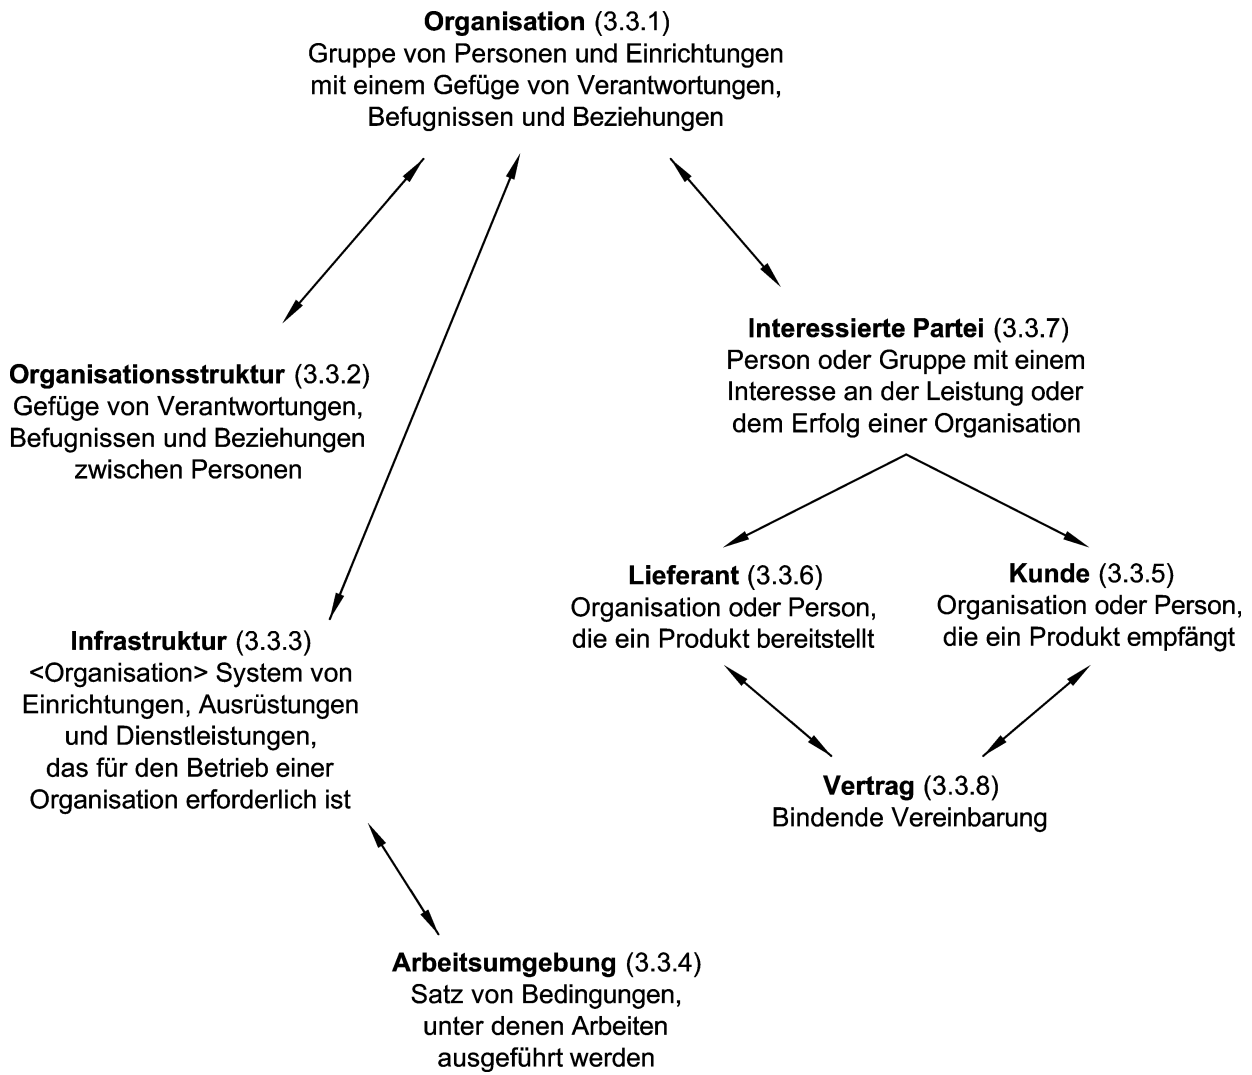 Organisation (3.3.1)
Gruppe von Personen und Einrichtungen
mit einem Gefüge von Verantwortungen,
Befugnissen und Beziehungen
Organisationsstruktur (3.3.2)
Gefüge von Verantwortungen,
Befugnissen und Beziehungen
zwischen Personen
Interessierte Partei (3.3.7)
Person oder Gruppe mit einem
Interesse an der Leistung oder
dem Erfolg einer Organisation
Lieferant (3.3.6)
Organisation oder Person,
die ein Produkt bereitstellt
Kunde (3.3.5)
Organisation oder Person,
die ein Produkt empfängt
Infrastruktur (3.3.3)
<Organisation> System von
Einrichtungen, Ausrüstungen
und Dienstleistungen,
das für den Betrieb einer
Organisation erforderlich ist
Vertrag (3.3.8)
Bindende Vereinbarung
Arbeitsumgebung (3.3.4)
Satz von Bedingungen,
unter denen Arbeiten
ausgeführt werden